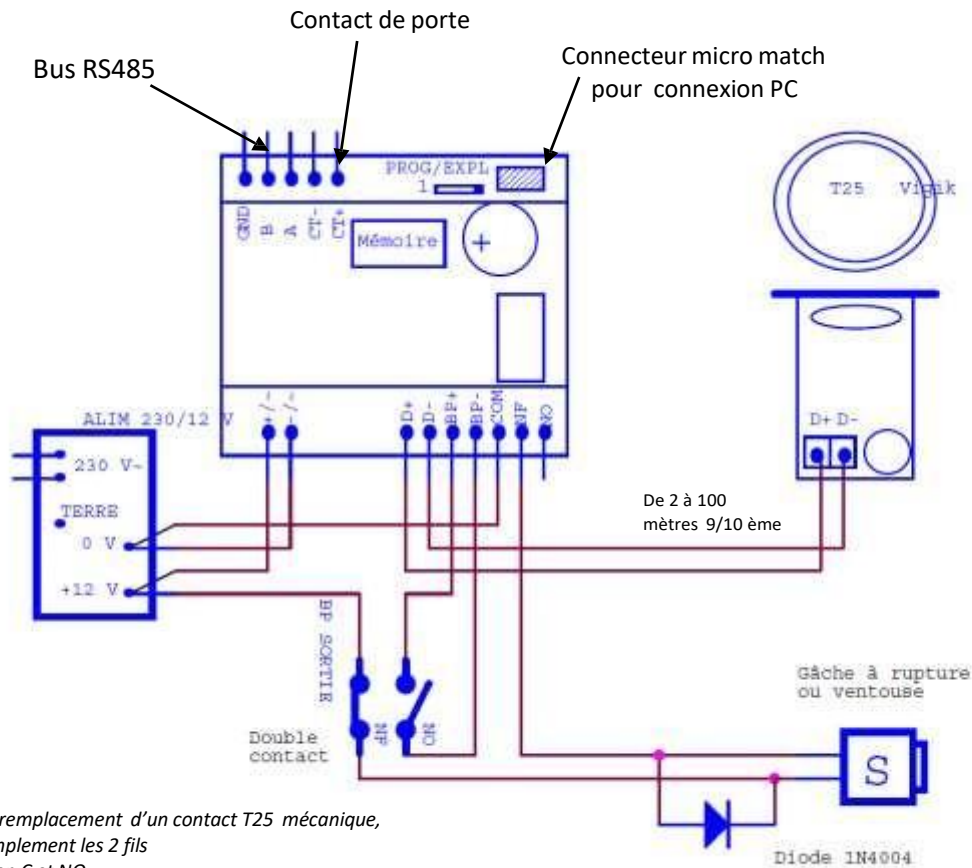 Contact de porte
Bus RS485
Connecteur micro match
pour connexion PC
PROG/EXPL
1
GND
B
A
CT-
CT+
Mémoire
+
T25 Vigik
ALIM 230/12 V
+/~
-/~
D+
D-
BP+
BP-
COM
NF
NO
D+ D-
230 V~
TERRE
0 V
+12 V
De 2 à 100
mètres 9/10 ème
BP SORTIE
NF
NO
Double
contact
Gâche à rupture
ou ventouse
S
Diode 1N4004
remplacement d'un contact T25 mécanique,
les 2 fils